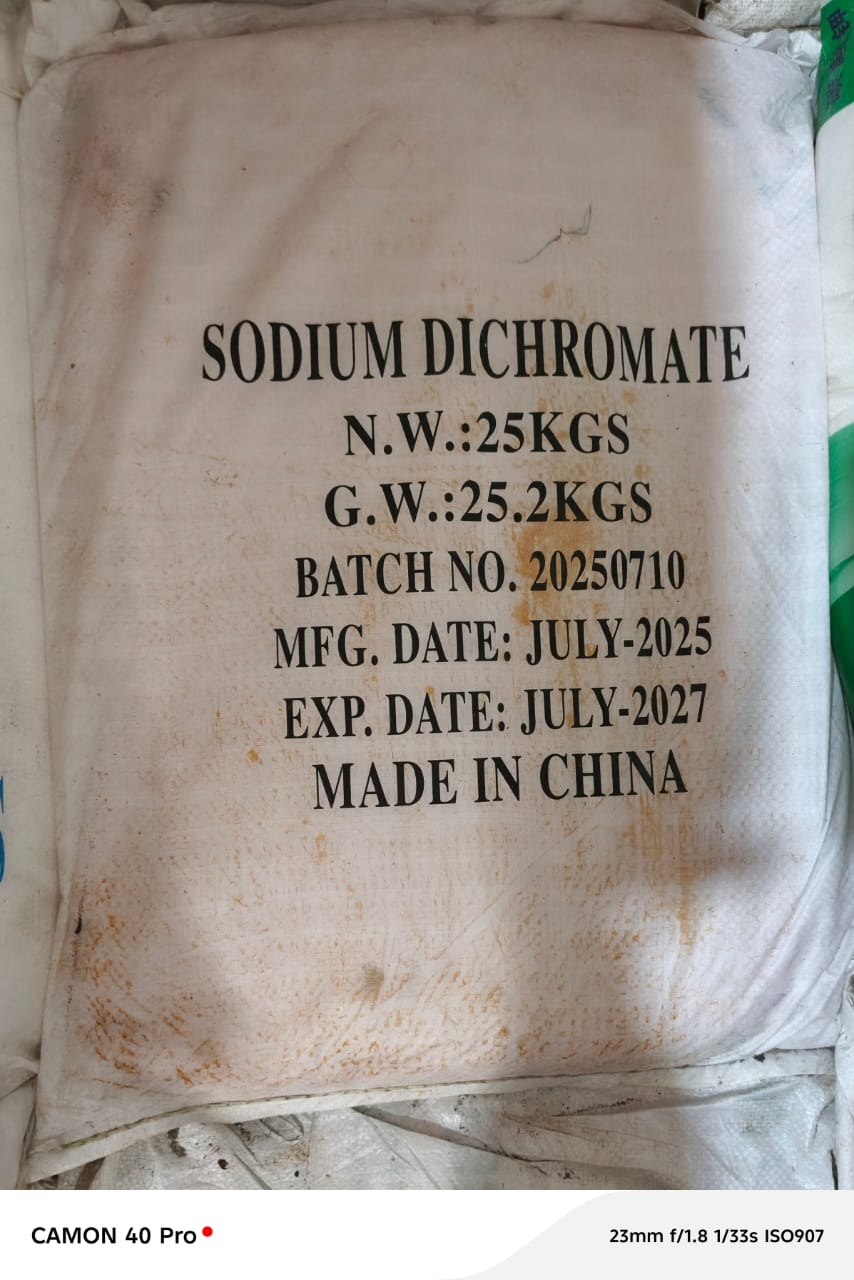 SODIUM DICHROMATE
N.W.:25KGS
G.W.:25.2KGS
BATCH NO. 20250710
MFG. DATE: JULY-2025
EXP. DATE: JULY-2027
MADE IN CHINA
CAMON 40 Pro
23mm f/1.8 1/33s ISO907